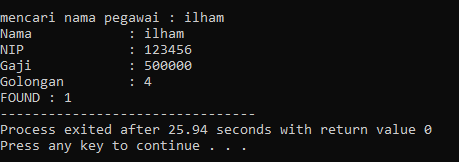 mencari nama pegawai : ilham
Nama            : ilham
NIP             : 123456
Gaji            : 500000
Golongan        : 4
FOUND : 1
--------------------------------
Process exited after 25.94 seconds with return value 0
Press any key to continue . . .